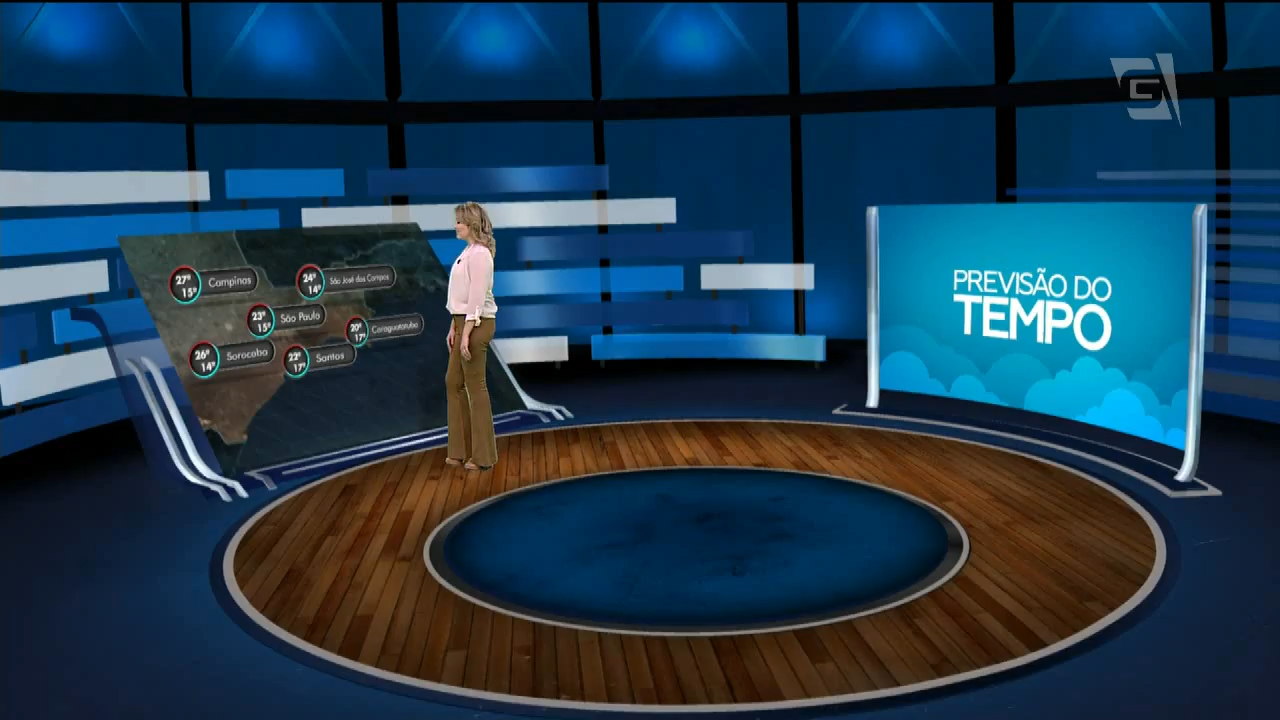 27º
15º
Campinas
24º
14º
São José dos Campos
23º
15º
São Paulo
20º
17º
Caraguatatuba
26º
14º
Sorocaba
22º
17º
Santos
PREVISÃO DO
TEMPO